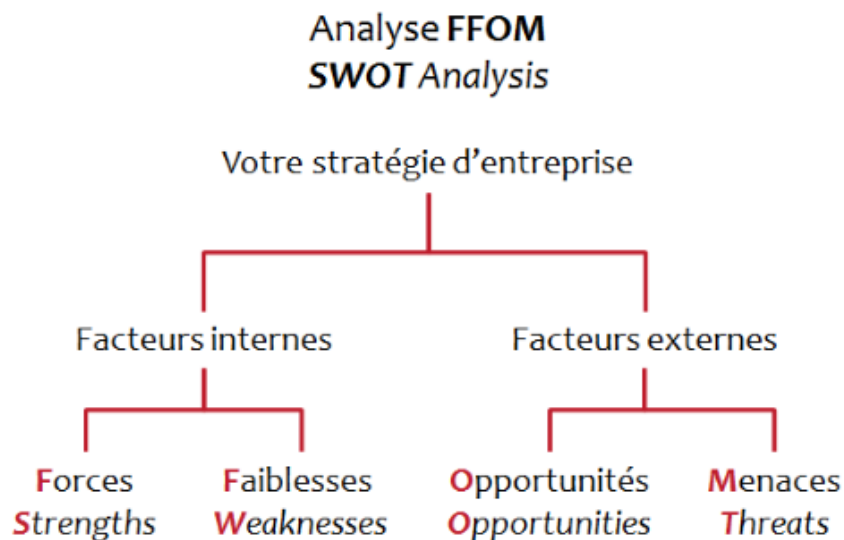 Analyse FFOM
SWOT Analysis
Votre stratégie d'entreprise
Facteurs internes
Facteurs externes
Forces
Strengths
Faiblesses
Weaknesses
Opportunités
Opportunities
Menaces
Threats